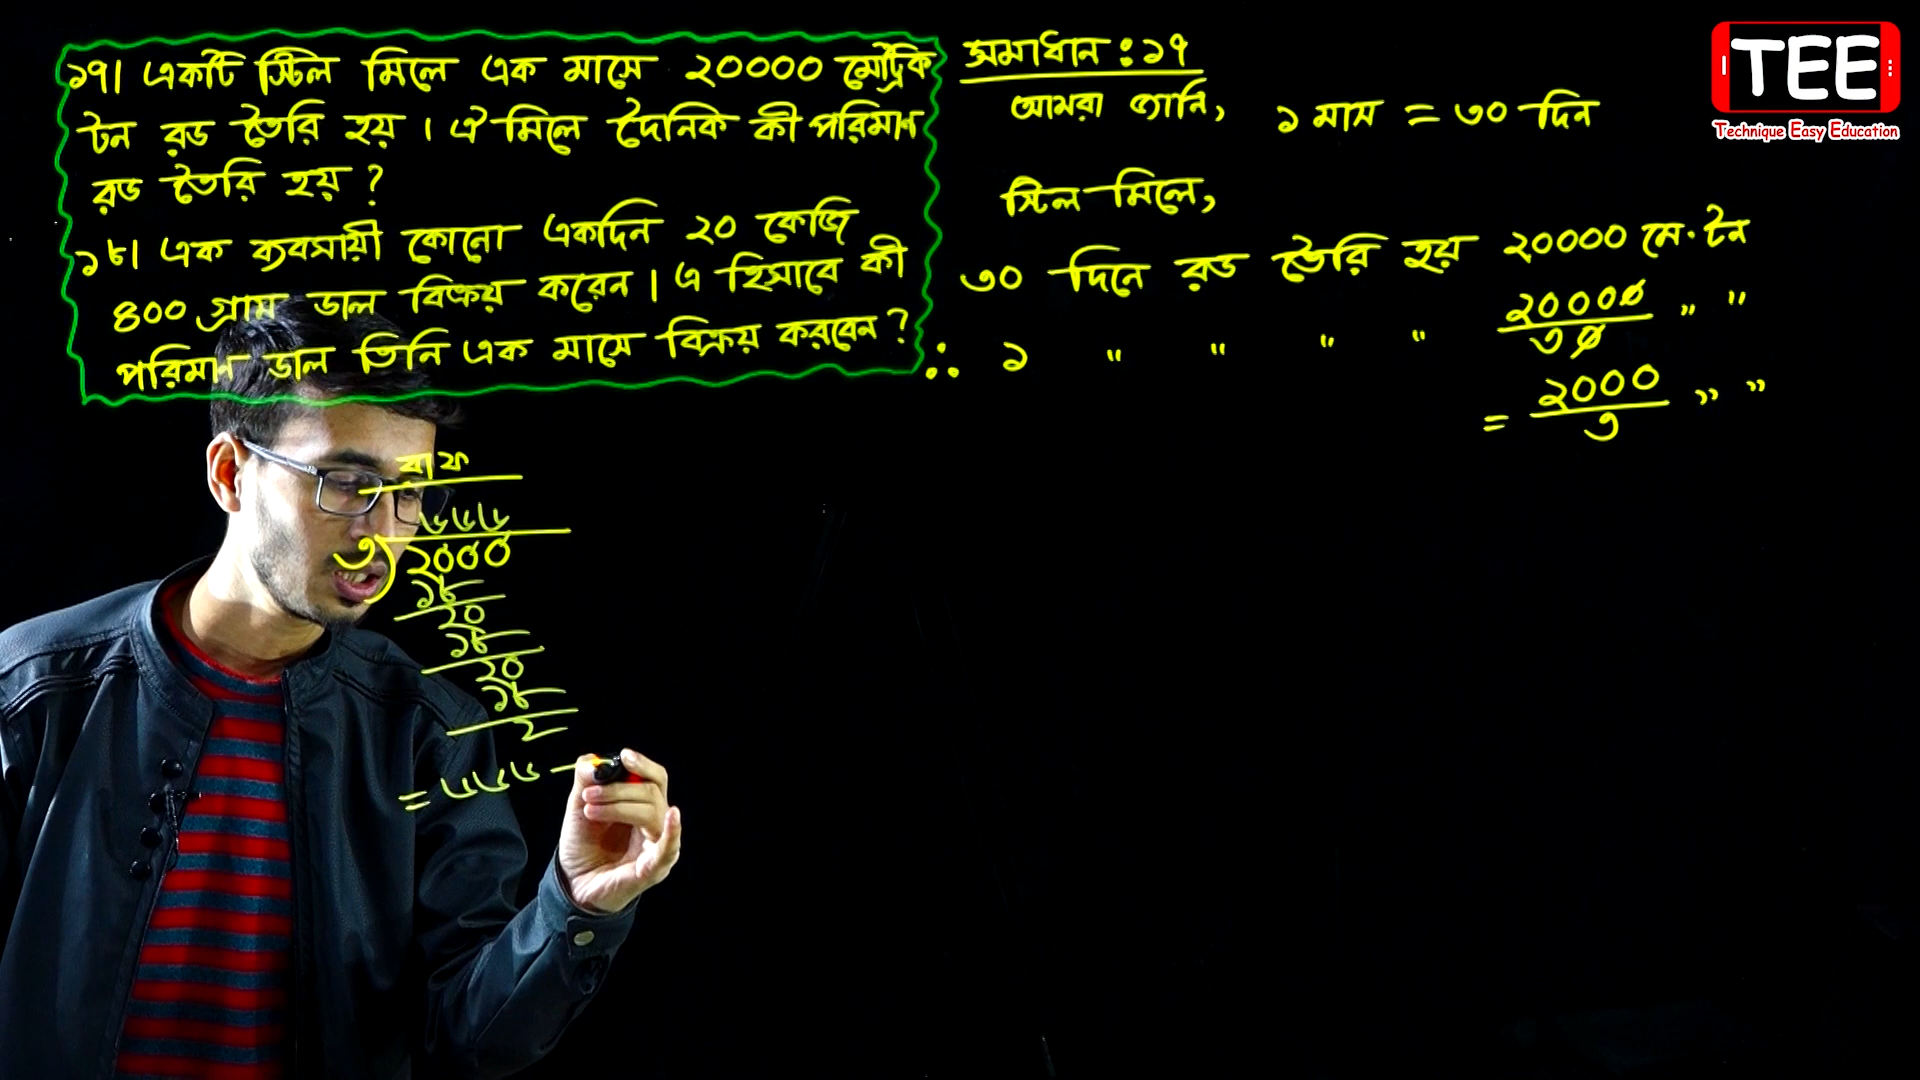 ১৭। একটি স্টিল মিলে এক মাসে ২০০০০ মেট্রিক
টন রড তৈরি হয়। ঐ মিলে দৈনিক কী পরিমাণ
রড তৈরি হয়?
১৮। এক ব্যবসায়ী কোনো একদিন ২০ কেজি
৪০০ গ্রাম ডাল বিক্রয় করেন। এ হিসাবে কী
পরিমাণ ডাল তিনি এক মাসে বিক্রয় করবেন?
সমাধান: ১৭
আমরা জানি, ১ মাস = ৩০ দিন
স্টিল মিলে,
৩০ দিনে রড তৈরি হয় ২০০০০ মে. টন
∴ ১ " " " " ২০০০০/৩০ " "
= ২০০০/৩ " "
রাফ
৬৬৬
৩)২০০০
১৮
২০
১৮
২০
১৮
২
= ৬৬৬
TEE
Technique Easy Education